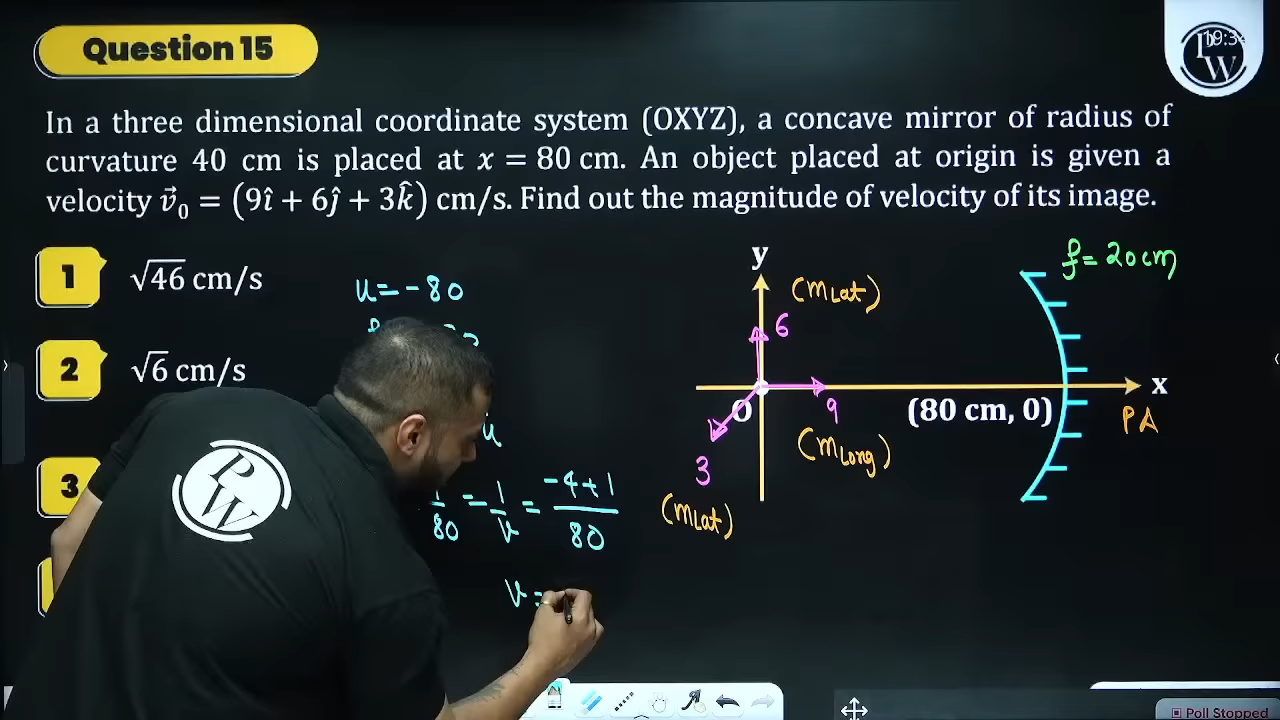 Question 15
In a three dimensional coordinate system (OXYZ), a concave mirror of radius of
curvature 40 cm is placed at x = 80 cm. An object placed at origin is given a
velocity v⃗₀ = (9î + 6ĵ + 3k̂) cm/s. Find out the magnitude of velocity of its image.
1 √46 cm/s
2 √6 cm/s
3
u = -80
u
1/80 = -1/v = (-4+1)/80
v =
y
(mLat)
6
f = 20cm
O
9
(80 cm, 0)
x
PA
(mLong)
3
(mLat)
PW
PW
Poll Stopped